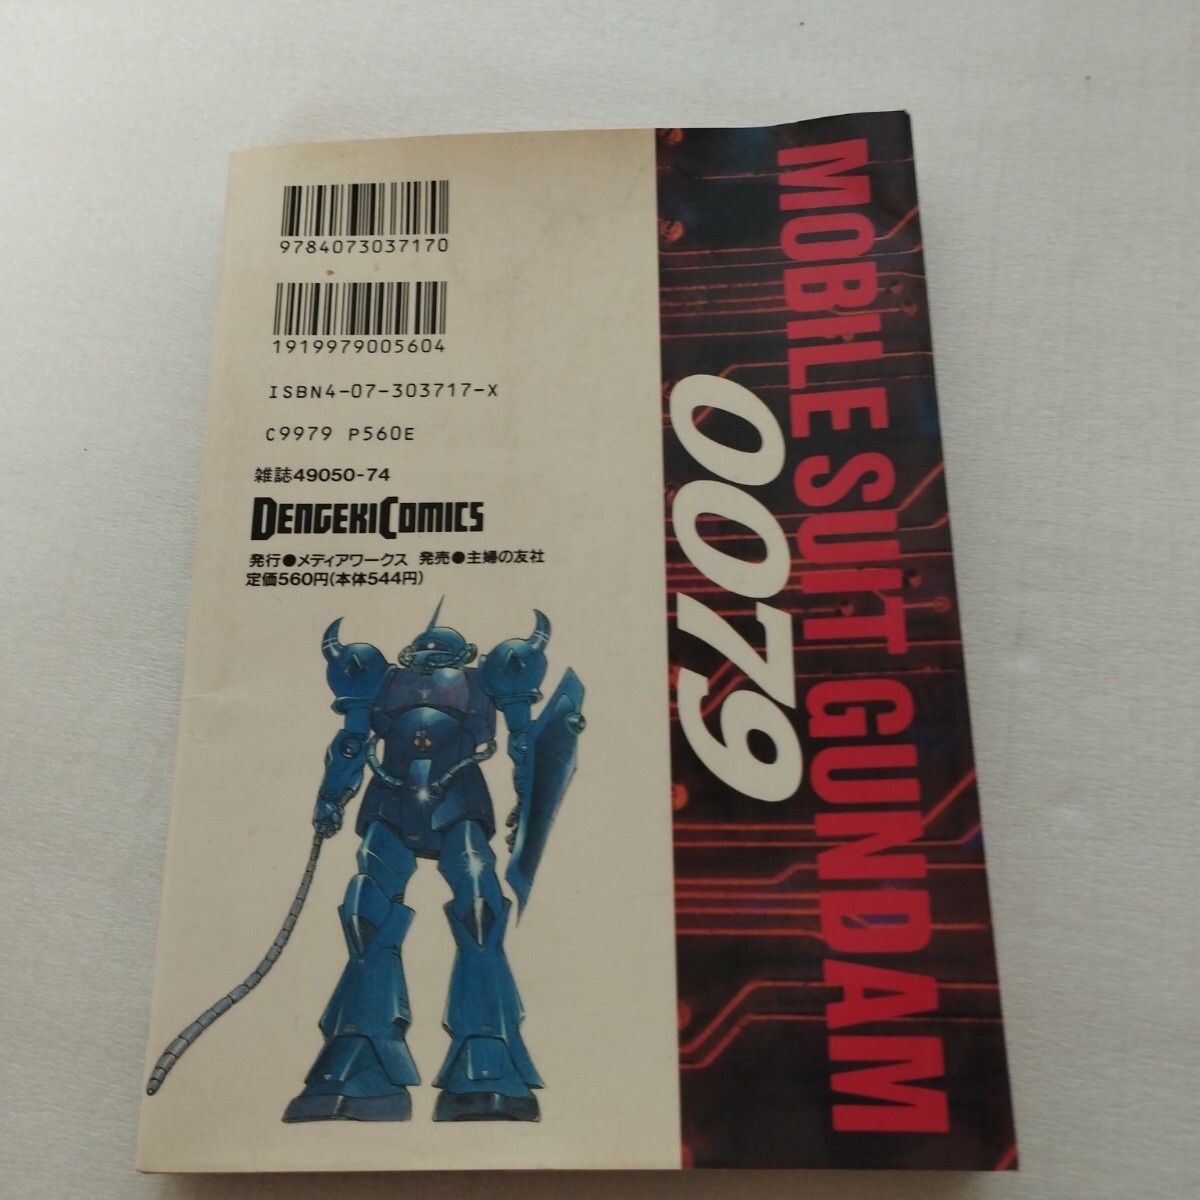 9784073037170
1919979005604
ISBN4-07-303717-X
C9979 P560E
雑誌49050-74
DENGEKI COMICS
発行●メディアワークス 発売●主婦の友社
定価560円(本体544円)
MOBILE SUIT GUNDAM
0079